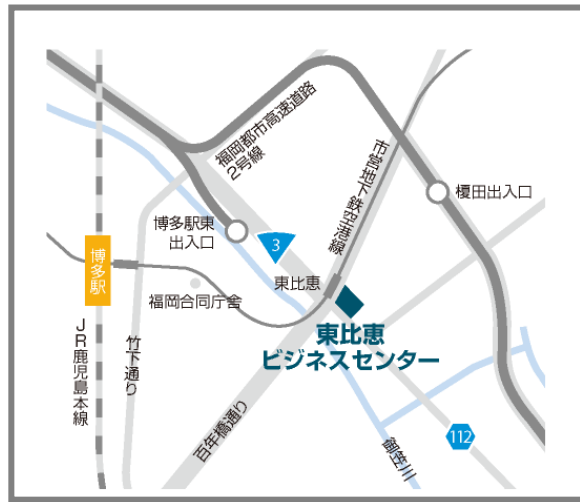 福岡都市高速道路
2号線
市営地下鉄空港線
榎田出入口
博多駅東
出入口
3
博多駅
東比恵
福岡合同庁舎
東比恵
ビジネスセンター
JR鹿児島本線
竹下通り
百年橋通り
御笠川
112